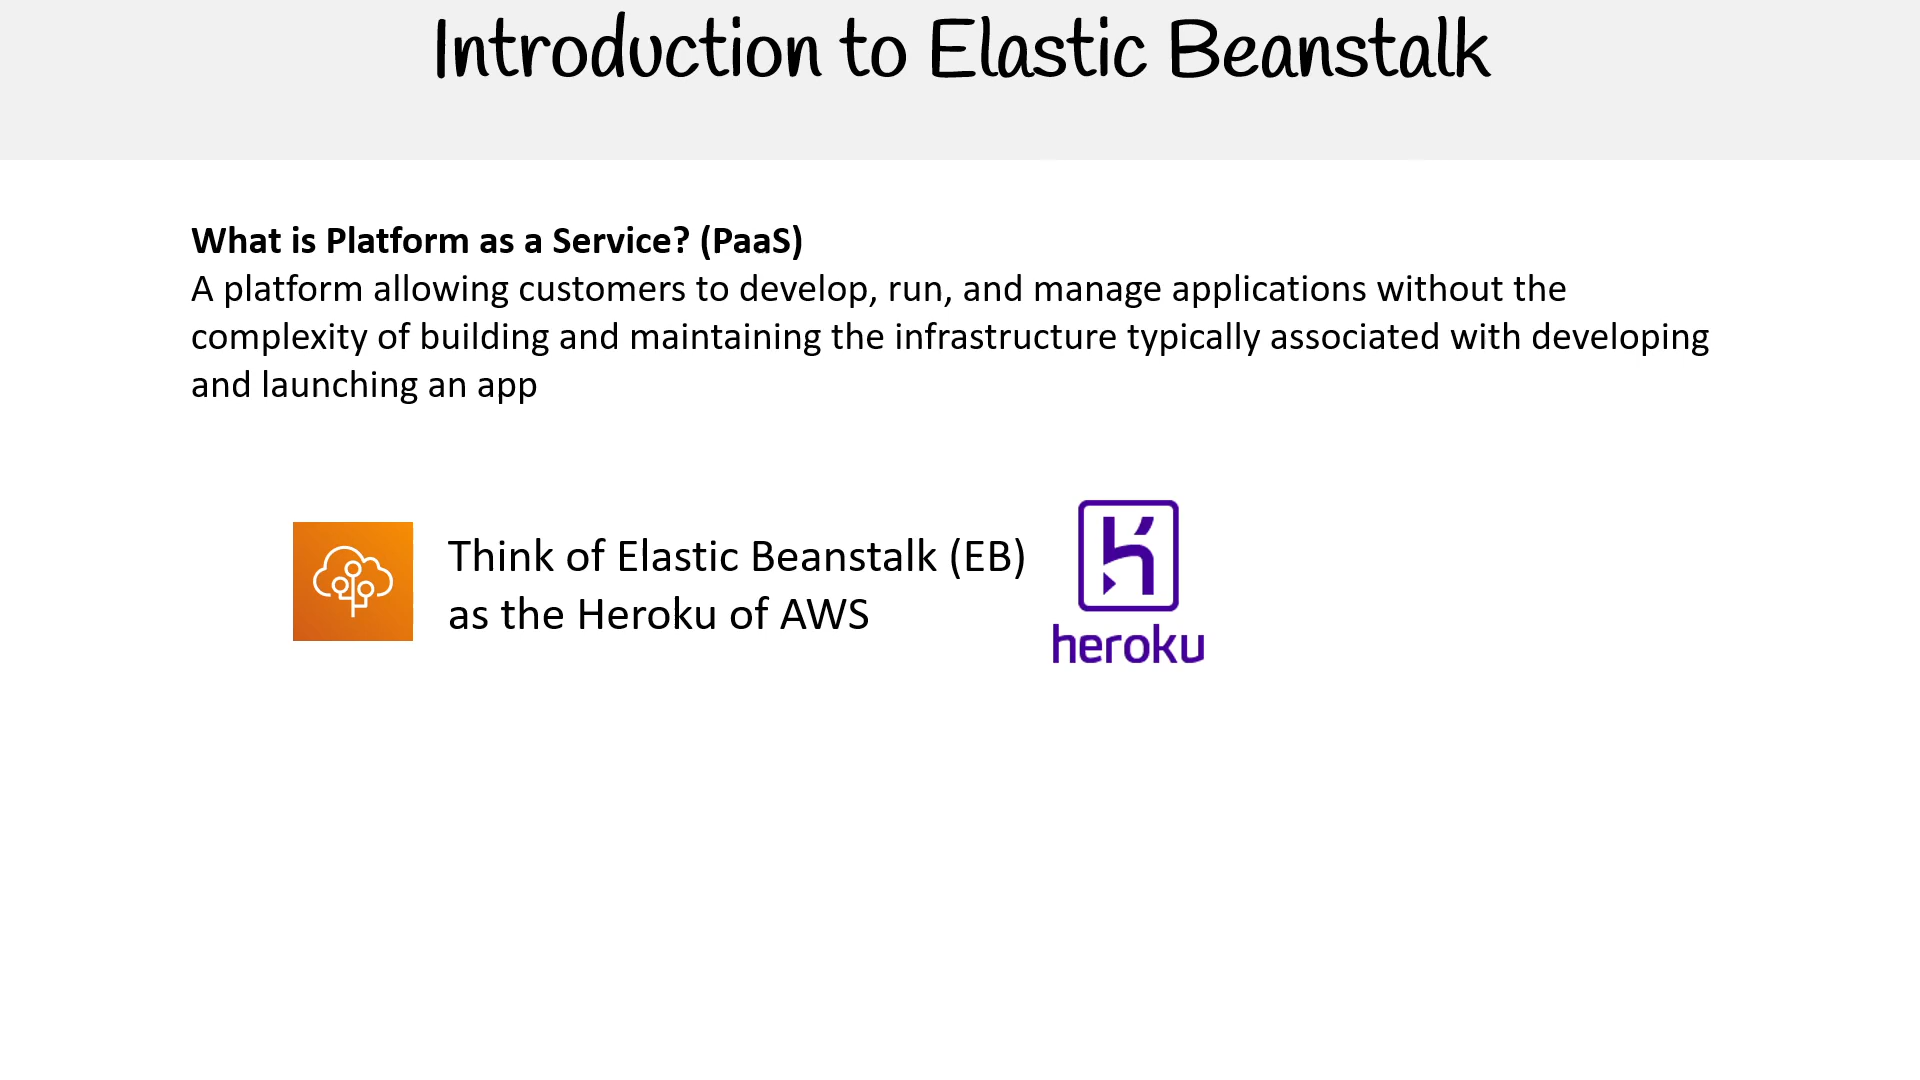 Introduction to Elastic Beanstalk
What is Platform as a Service? (PaaS)
A platform allowing customers to develop, run, and manage applications without the
complexity of building and maintaining the infrastructure typically associated with developing
and launching an app
Think of Elastic Beanstalk (EB)
as the Heroku of AWS
heroku